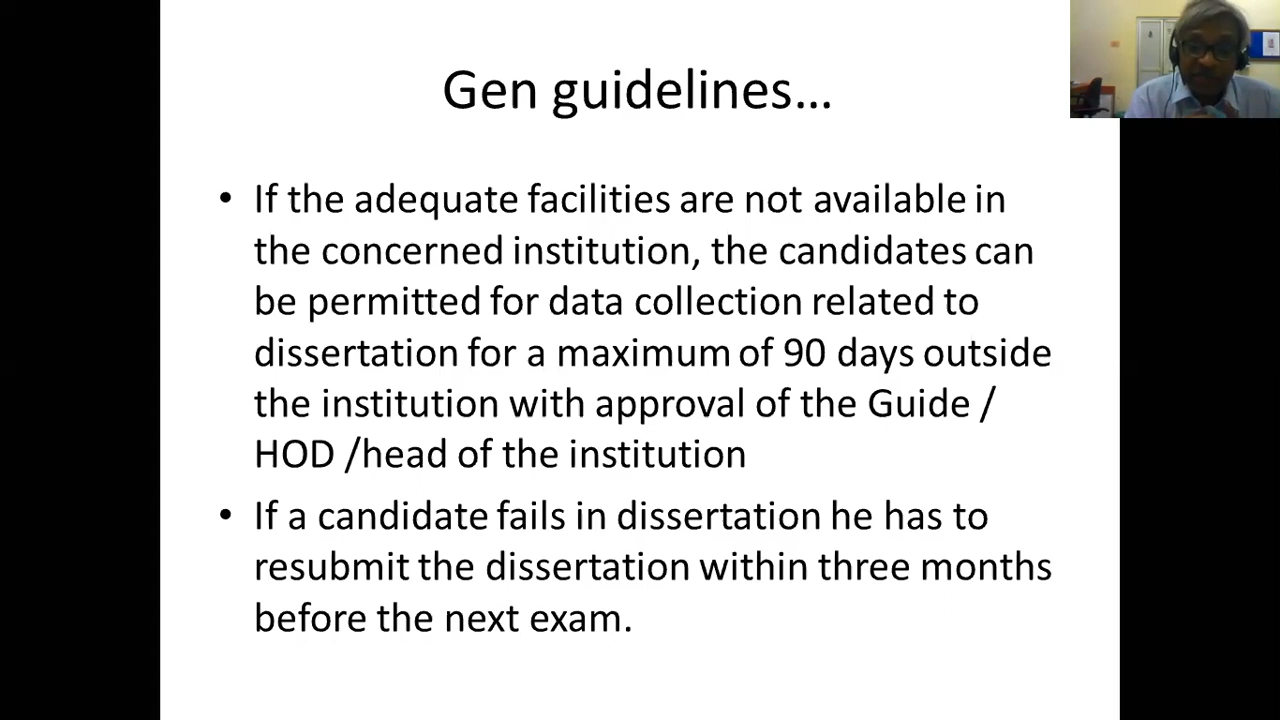 Gen guidelines...
• If the adequate facilities are not available in
the concerned institution, the candidates can
be permitted for data collection related to
dissertation for a maximum of 90 days outside
the institution with approval of the Guide /
HOD /head of the institution
• If a candidate fails in dissertation he has to
resubmit the dissertation within three months
before the next exam.